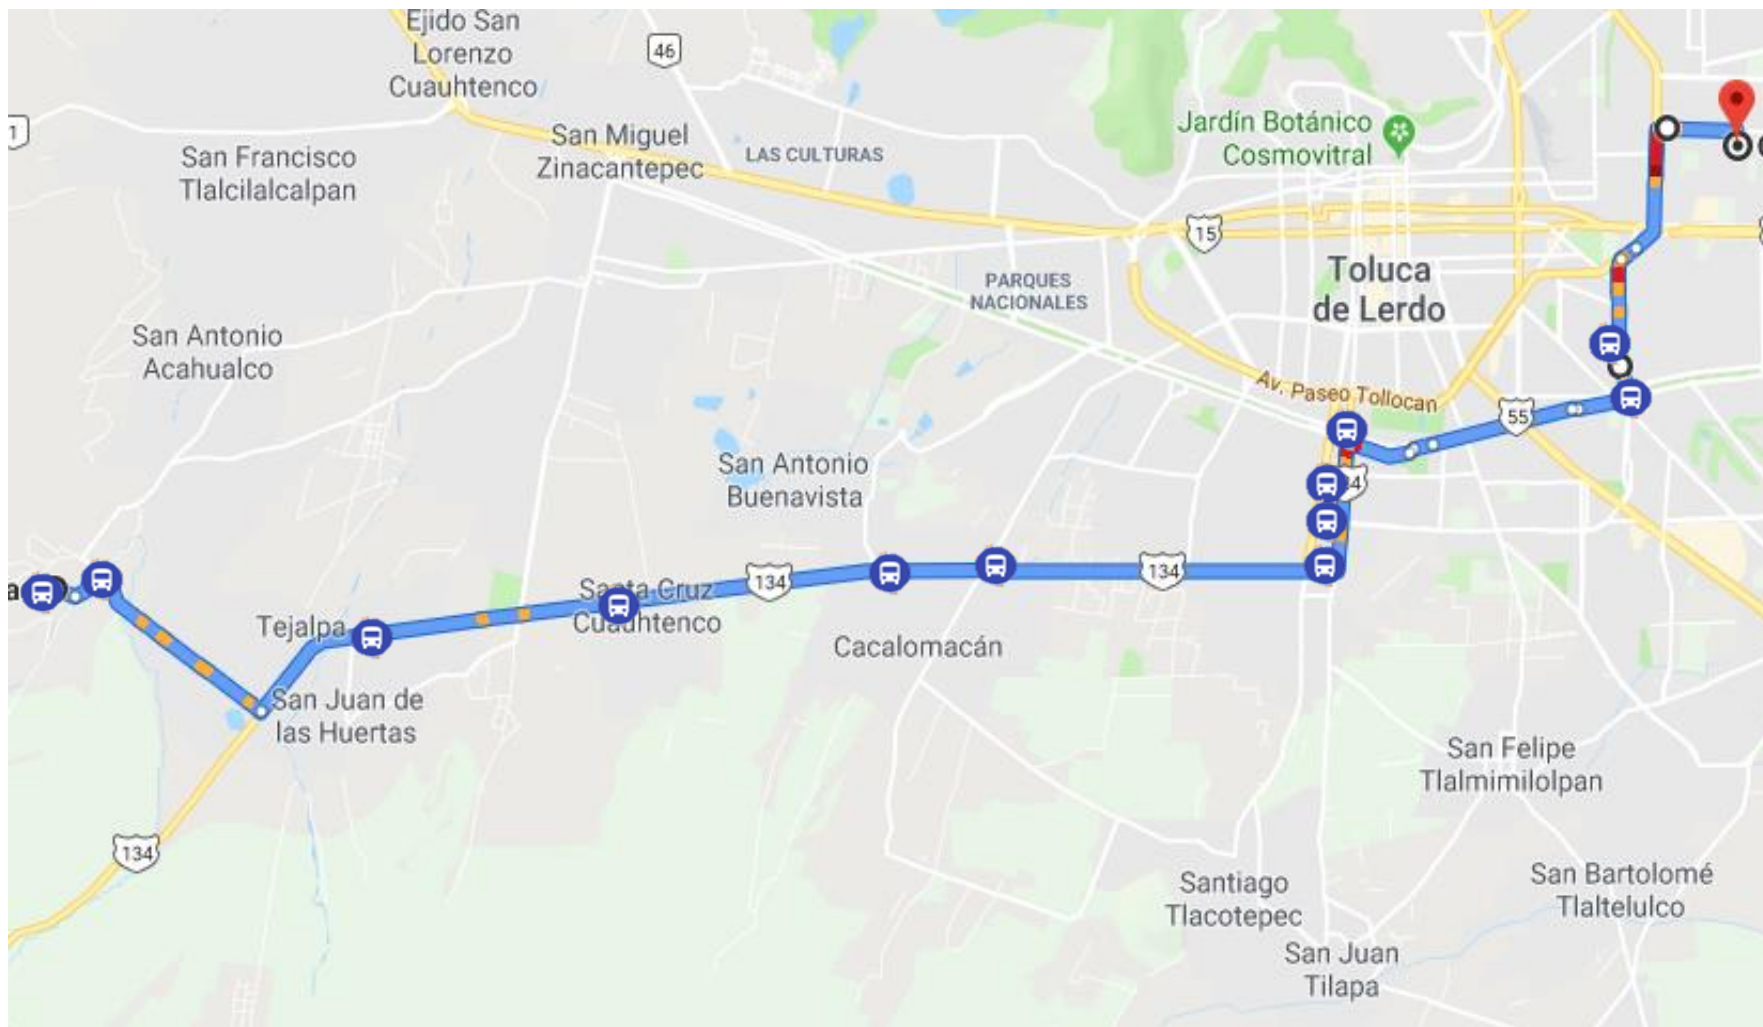 Ejido San
Lorenzo
Cuauhtenco
46
1
San Miguel
Zinacantepec
LAS CULTURAS
Jardín Botánico
Cosmovitral
San Francisco
Tlalcilalcalpan
15
Toluca
de Lerdo
PARQUES
NACIONALES
San Antonio
Acahualco
Av. Paseo Tollocan
55
San Antonio
Buenavista
134
134
a
Santa Cruz
Cuauhtenco
Tejalpa
Cacalomacán
San Juan de
las Huertas
San Felipe
Tlalmimilolpan
134
Santiago
Tlacotepec
San Bartolomé
Tlaltelulco
San Juan
Tilapa